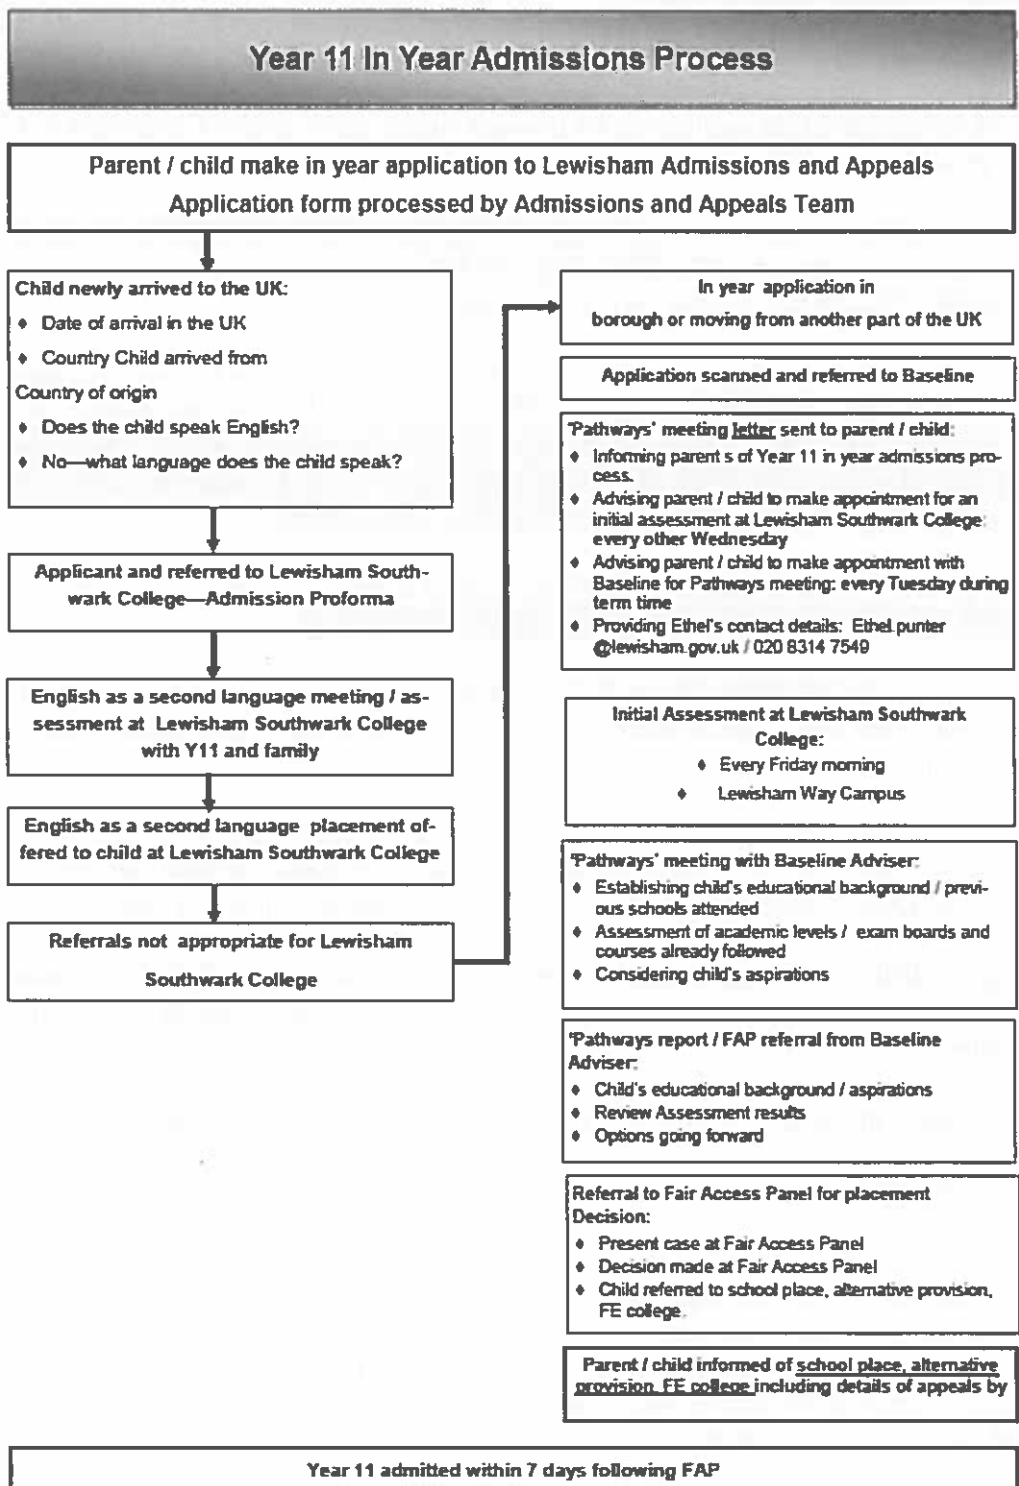 Year 11 In Year Admissions Process
Parent / child make in year application to Lewisham Admissions and Appeals
Application form processed by Admissions and Appeals Team
Child newly arrived to the UK:
♦ Date of arrival in the UK
♦ Country Child arrived from
Country of origin
♦ Does the child speak English?
♦ No—what language does the child speak?
Applicant and referred to Lewisham South-
wark College—Admission Proforma
English as a second language meeting / as-
sessment at Lewisham Southwark College
with Y11 and family
English as a second language placement of-
fered to child at Lewisham Southwark College
Referrals not appropriate for Lewisham
Southwark College
In year application in
borough or moving from another part of the UK
Application scanned and referred to Baseline
'Pathways' meeting letter sent to parent / child:
♦ Informing parent s of Year 11 in year admissions pro-
cess.
♦ Advising parent / child to make appointment for an
initial assessment at Lewisham Southwark College:
every other Wednesday
♦ Advising parent / child to make appointment with
Baseline for Pathways meeting: every Tuesday during
term time
♦ Providing Ethel's contact details: Ethel.punter
@lewisham.gov.uk / 020 8314 7549
Initial Assessment at Lewisham Southwark
College:
♦ Every Friday morning
♦ Lewisham Way Campus
'Pathways' meeting with Baseline Adviser:
♦ Establishing child's educational background / previ-
ous schools attended
♦ Assessment of academic levels / exam boards and
courses already followed
♦ Considering child's aspirations
'Pathways report / FAP referral from Baseline
Adviser:
♦ Child's educational background / aspirations
♦ Review Assessment results
♦ Options going forward
Referral to Fair Access Panel for placement
Decision:
♦ Present case at Fair Access Panel
♦ Decision made at Fair Access Panel
♦ Child referred to school place, alternative provision,
FE college.
Parent / child informed of school place, alternative
provision, FE college including details of appeals by
Year 11 admitted within 7 days following FAP